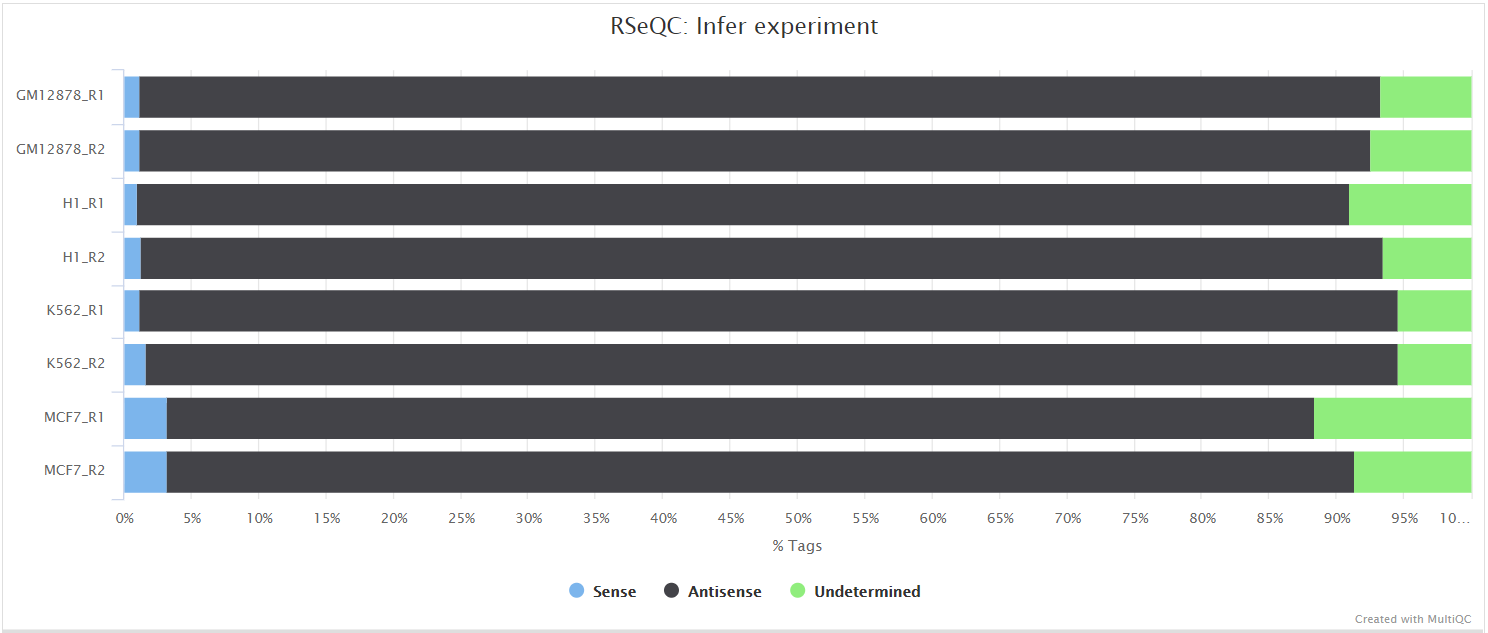 RSeQC: Infer experiment
GM12878_R1
GM12878_R2
H1_R1
H1_R2
K562_R1
K562_R2
MCF7_R1
MCF7_R2
0% 5% 10% 15% 20% 25% 30% 35% 40% 45% 50% 55% 60% 65% 70% 75% 80% 85% 90% 95% 10…
% Tags
Sense Antisense Undetermined
Created with MultiQC